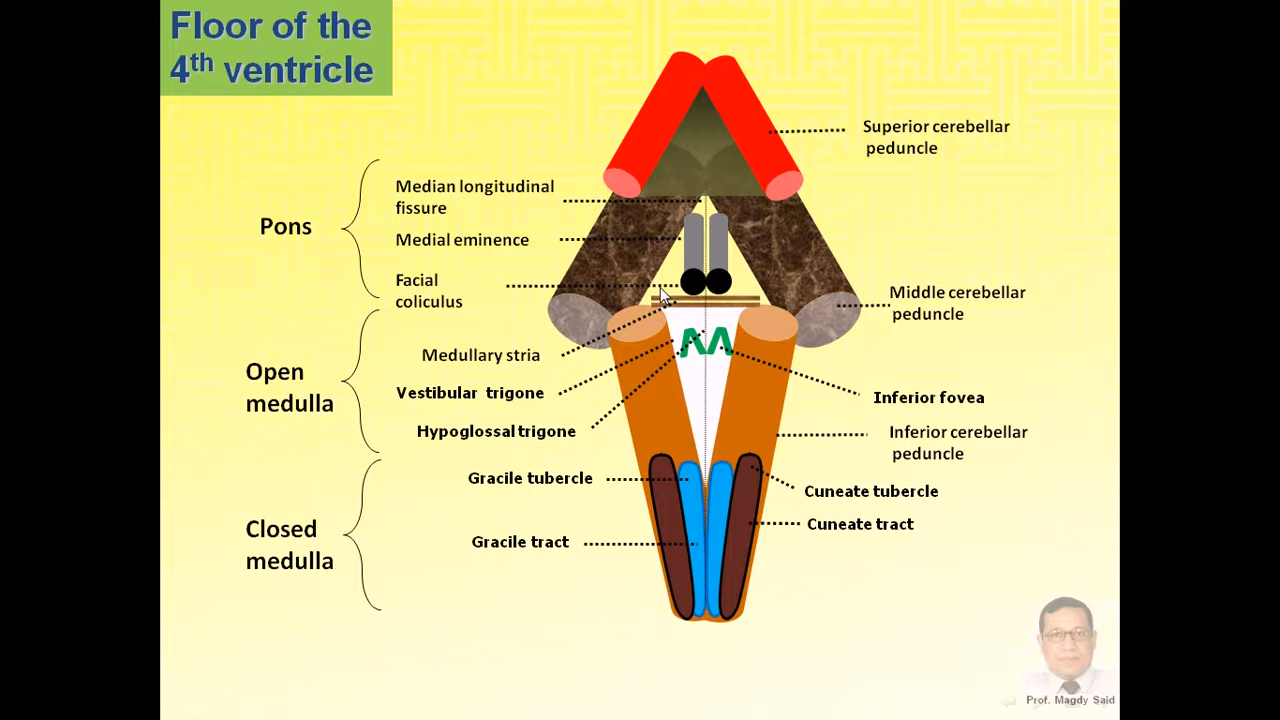 Floor of the
4th ventricle
Superior cerebellar
peduncle
Median longitudinal
fissure
Pons
Medial eminence
Facial
coliculus
Middle cerebellar
peduncle
Medullary stria
Open
medulla
Vestibular trigone
Inferior fovea
Hypoglossal trigone
Inferior cerebellar
peduncle
Gracile tubercle
Cuneate tubercle
Closed
medulla
Cuneate tract
Gracile tract
Prof. Magdy Said